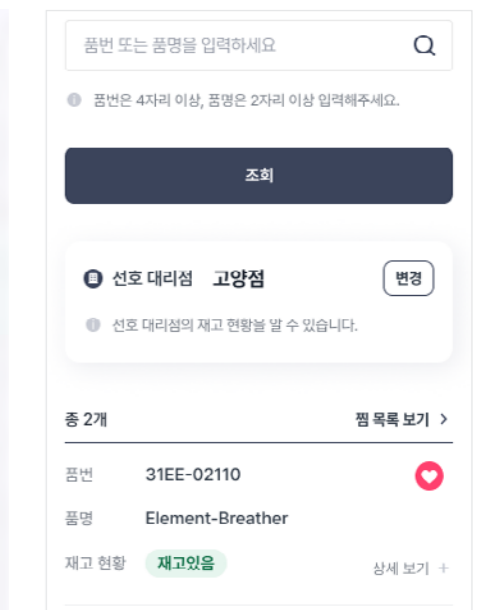 품번 또는 품명을 입력하세요
품번은 4자리 이상, 품명은 2자리 이상 입력해주세요.
조회
선호 대리점 고양점 변경
선호 대리점의 재고 현황을 알 수 있습니다.
총 2개 찜 목록 보기 >
품번 31EE-02110
품명 Element-Breather
재고 현황 재고있음 상세 보기 +